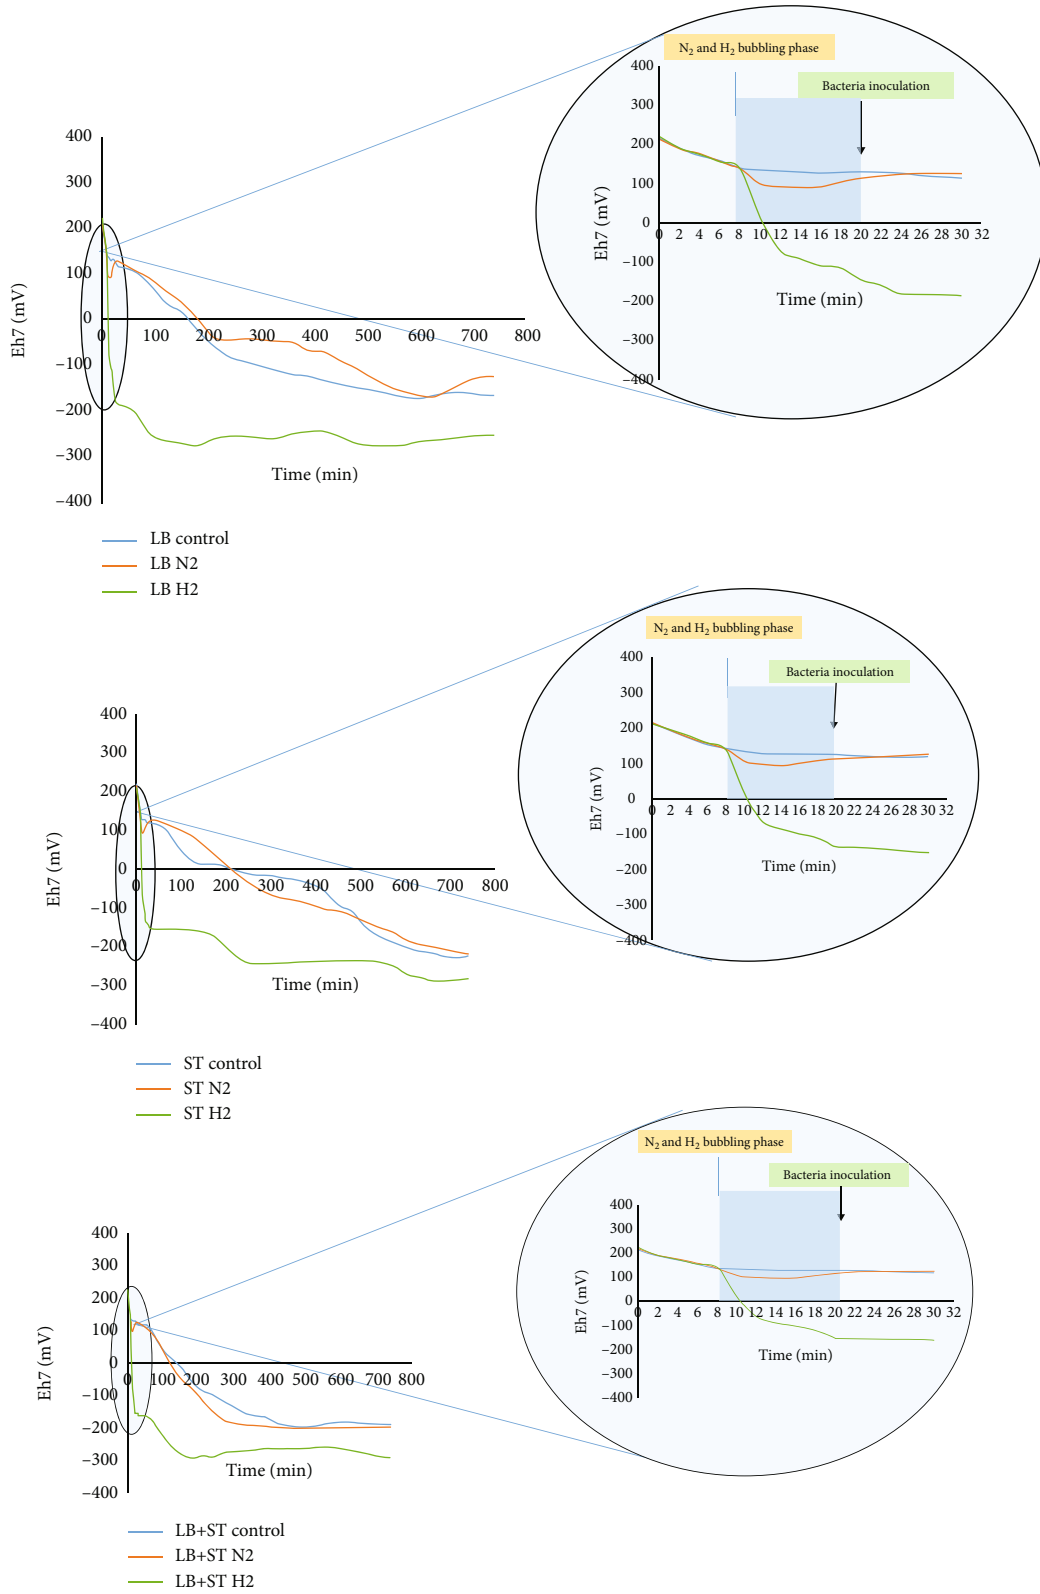 N2 and H2 bubbling phase
Bacteria inoculation
400
300
200
100
0
−100
−200
−300
−400
0 2 4 6 8 10 12 14 16 18 20 22 24 26 28 30 32
Eh7 (mV)
Time (min)
400
300
200
100
0
−100
−200
−300
−400
0 100 200 300 400 500 600 700 800
Eh7 (mV)
Time (min)
LB control
LB N2
LB H2
N2 and H2 bubbling phase
Bacteria inoculation
400
300
200
100
0
−100
−200
−300
−400
0 2 4 6 8 10 12 14 16 18 20 22 24 26 28 30 32
Eh7 (mV)
Time (min)
400
300
200
100
0
−100
−200
−300
−400
0 100 200 300 400 500 600 700 800
Eh7 (mV)
Time (min)
ST control
ST N2
ST H2
N2 and H2 bubbling phase
Bacteria inoculation
400
300
200
100
0
−100
−200
−300
−400
0 2 4 6 8 10 12 14 16 18 20 22 24 26 28 30 32
Eh7 (mV)
Time (min)
400
300
200
100
0
−100
−200
−300
−400
0 100 200 300 400 500 600 700 800
Eh7 (mV)
Time (min)
LB+ST control
LB+ST N2
LB+ST H2